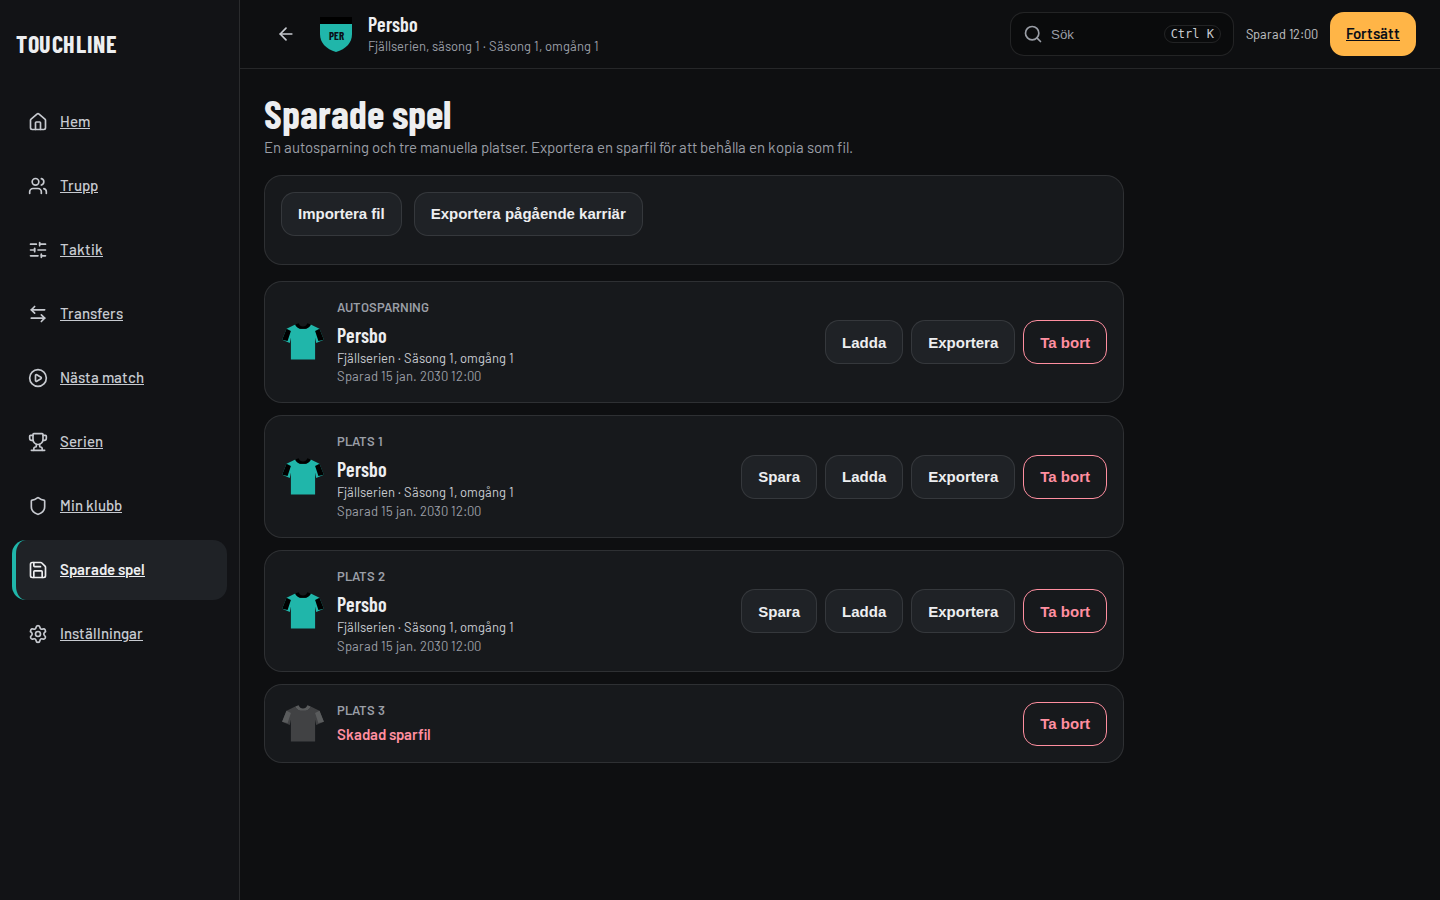 TOUCHLINE
Hem
Trupp
Taktik
Transfers
Nästa match
Serien
Min klubb
Sparade spel
Inställningar
PER
Persbo
Fjällserien, säsong 1 · Säsong 1, omgång 1
Sök
Ctrl K
Sparad 12:00
Fortsätt
Sparade spel
En autosparning och tre manuella platser. Exportera en sparfil för att behålla en kopia som fil.
Importera fil
Exportera pågående karriär
AUTOSPARNING
Persbo
Fjällserien · Säsong 1, omgång 1
Sparad 15 jan. 2030 12:00
Ladda
Exportera
Ta bort
PLATS 1
Persbo
Fjällserien · Säsong 1, omgång 1
Sparad 15 jan. 2030 12:00
Spara
Ladda
Exportera
Ta bort
PLATS 2
Persbo
Fjällserien · Säsong 1, omgång 1
Sparad 15 jan. 2030 12:00
Spara
Ladda
Exportera
Ta bort
PLATS 3
Skadad sparfil
Ta bort